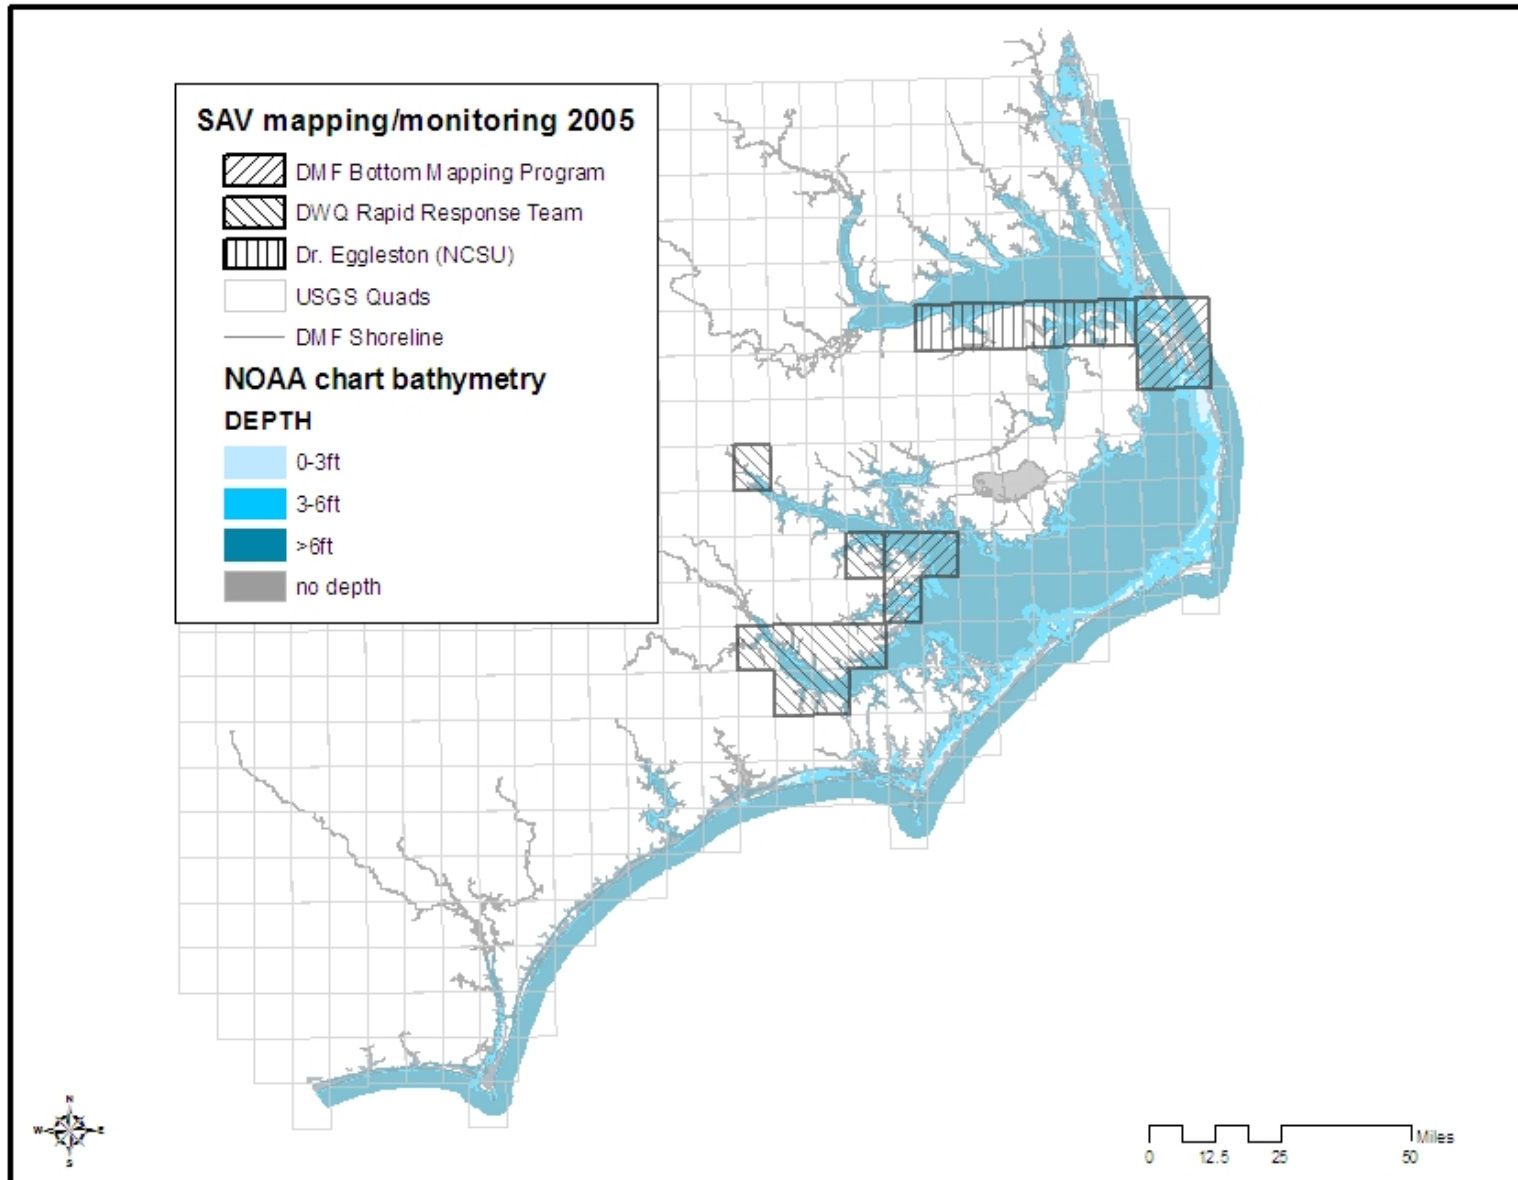 SAV mapping/monitoring 2005
DMF Bottom Mapping Program
DWQ Rapid Response Team
Dr. Eggleston (NCSU)
USGS Quads
DMF Shoreline
NOAA chart bathymetry
DEPTH
0-3ft
3-6ft
>6ft
no depth
N
W E
S
Miles
0 12.5 25 50